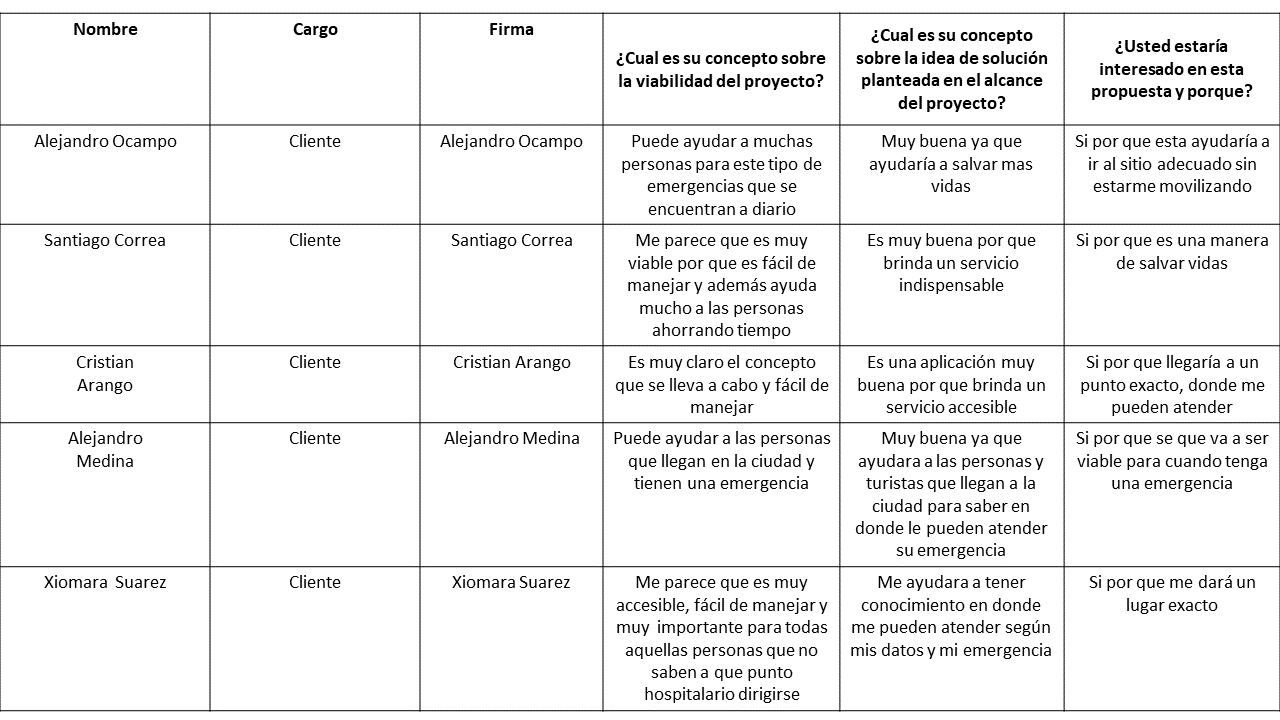 Nombre
Cargo
Firma
¿Cual es su concepto sobre
la viabilidad del proyecto?
¿Cual es su concepto
sobre la idea de solución
planteada en el alcance
del proyecto?
¿Usted estaría
interesado en esta
propuesta y porque?
Alejandro Ocampo
Cliente
Alejandro Ocampo
Puede ayudar a muchas
personas para este tipo de
emergencias que se
encuentran a diario
Muy buena ya que
ayudaría a salvar mas
vidas
Si por que esta ayudaría a
ir al sitio adecuado sin
estarme movilizando
Santiago Correa
Cliente
Santiago Correa
Me parece que es muy
viable por que es fácil de
manejar y además ayuda
mucho a las personas
ahorrando tiempo
Es muy buena por que
brinda un servicio
indispensable
Si por que es una manera
de salvar vidas
Cristian
Arango
Cliente
Cristian Arango
Es muy claro el concepto
que se lleva a cabo y fácil de
manejar
Es una aplicación muy
buena por que brinda un
servicio accesible
Si por que llegaría a un
punto exacto, donde me
pueden atender
Alejandro
Medina
Cliente
Alejandro Medina
Puede ayudar a las personas
que llegan en la ciudad y
tienen una emergencia
Muy buena ya que
ayudara a las personas y
turistas que llegan a la
ciudad para saber en
donde le pueden atender
su emergencia
Si por que se que va a ser
viable para cuando tenga
una emergencia
Xiomara Suarez
Cliente
Xiomara Suarez
Me parece que es muy
accesible, fácil de manejar y
muy importante para todas
aquellas personas que no
saben a que punto
hospitalario dirigirse
Me ayudara a tener
conocimiento en donde
me pueden atender según
mis datos y mi emergencia
Si por que me dará un
lugar exacto